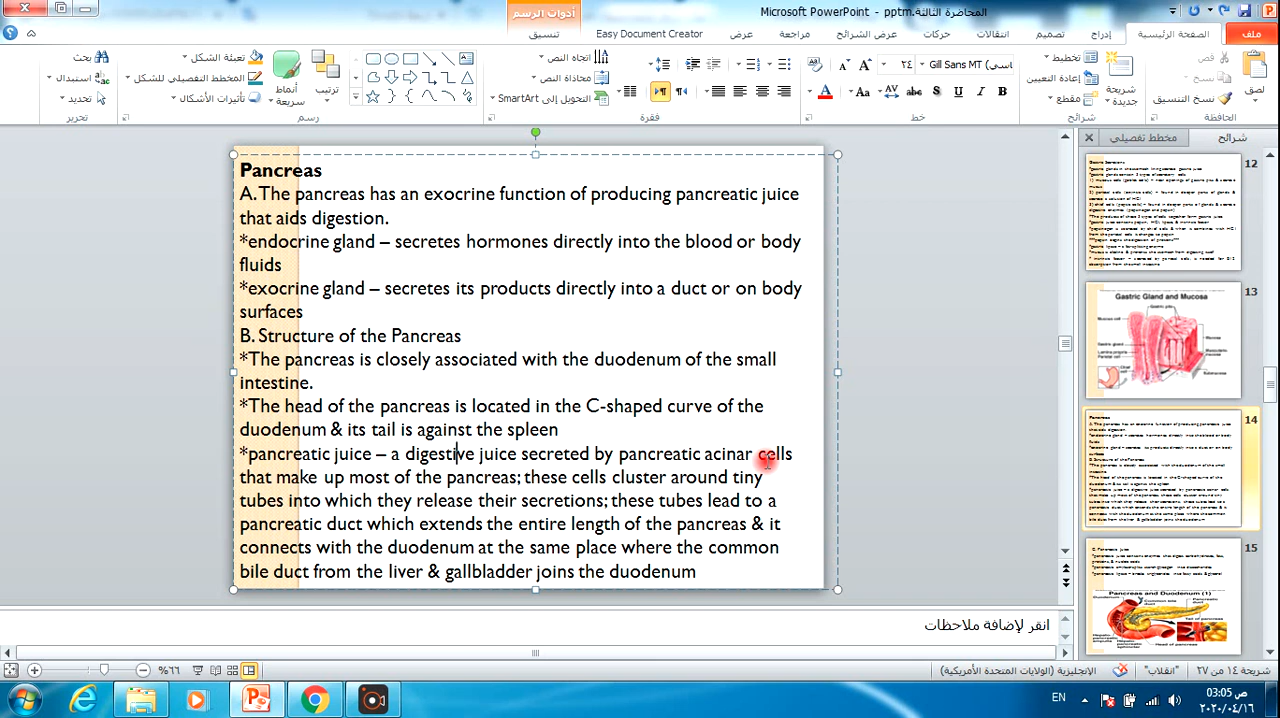 أدوات الرسم
المحاضرة الثالثة.pptm - Microsoft PowerPoint
ملف
الصفحة الرئيسية
إدراج
تصميم
انتقالات
حركات
عرض الشرائح
مراجعة
عرض
Easy Document Creator
تنسيق
لصق
قص
نسخ
نسخ التنسيق
الحافظة
شريحة جديدة
تخطيط
إعادة التعيين
مقطع
شرائح
Gill Sans MT
٢٤
خط
اتجاه النص
محاذاة النص
التحويل إلى SmartArt
فقرة
ترتيب
أنماط سريعة
تعبئة الشكل
المخطط التفصيلي للشكل
تأثيرات الأشكال
رسم
بحث
استبدال
تحديد
تحرير
Pancreas
A. The pancreas has an exocrine function of producing pancreatic juice
that aids digestion.
*endocrine gland – secretes hormones directly into the blood or body
fluids
*exocrine gland – secretes its products directly into a duct or on body
surfaces
B. Structure of the Pancreas
*The pancreas is closely associated with the duodenum of the small
intestine.
*The head of the pancreas is located in the C-shaped curve of the
duodenum & its tail is against the spleen
*pancreatic juice – a digestive juice secreted by pancreatic acinar cells
that make up most of the pancreas; these cells cluster around tiny
tubes into which they release their secretions; these tubes lead to a
pancreatic duct which extends the entire length of the pancreas & it
connects with the duodenum at the same place where the common
bile duct from the liver & gallbladder joins the duodenum
شرائح
مخطط تفصيلي
12
13
Gastric Gland and Mucosa
14
15
Pancreas and Duodenum (1)
انقر لإضافة ملاحظات
شريحة ١٤ من ٢٧
"انقلاب"
الإنجليزية (الولايات المتحدة الأمريكية)
%٦٦
EN
03:05 ص
٢٠٢٠/٠٤/١٦